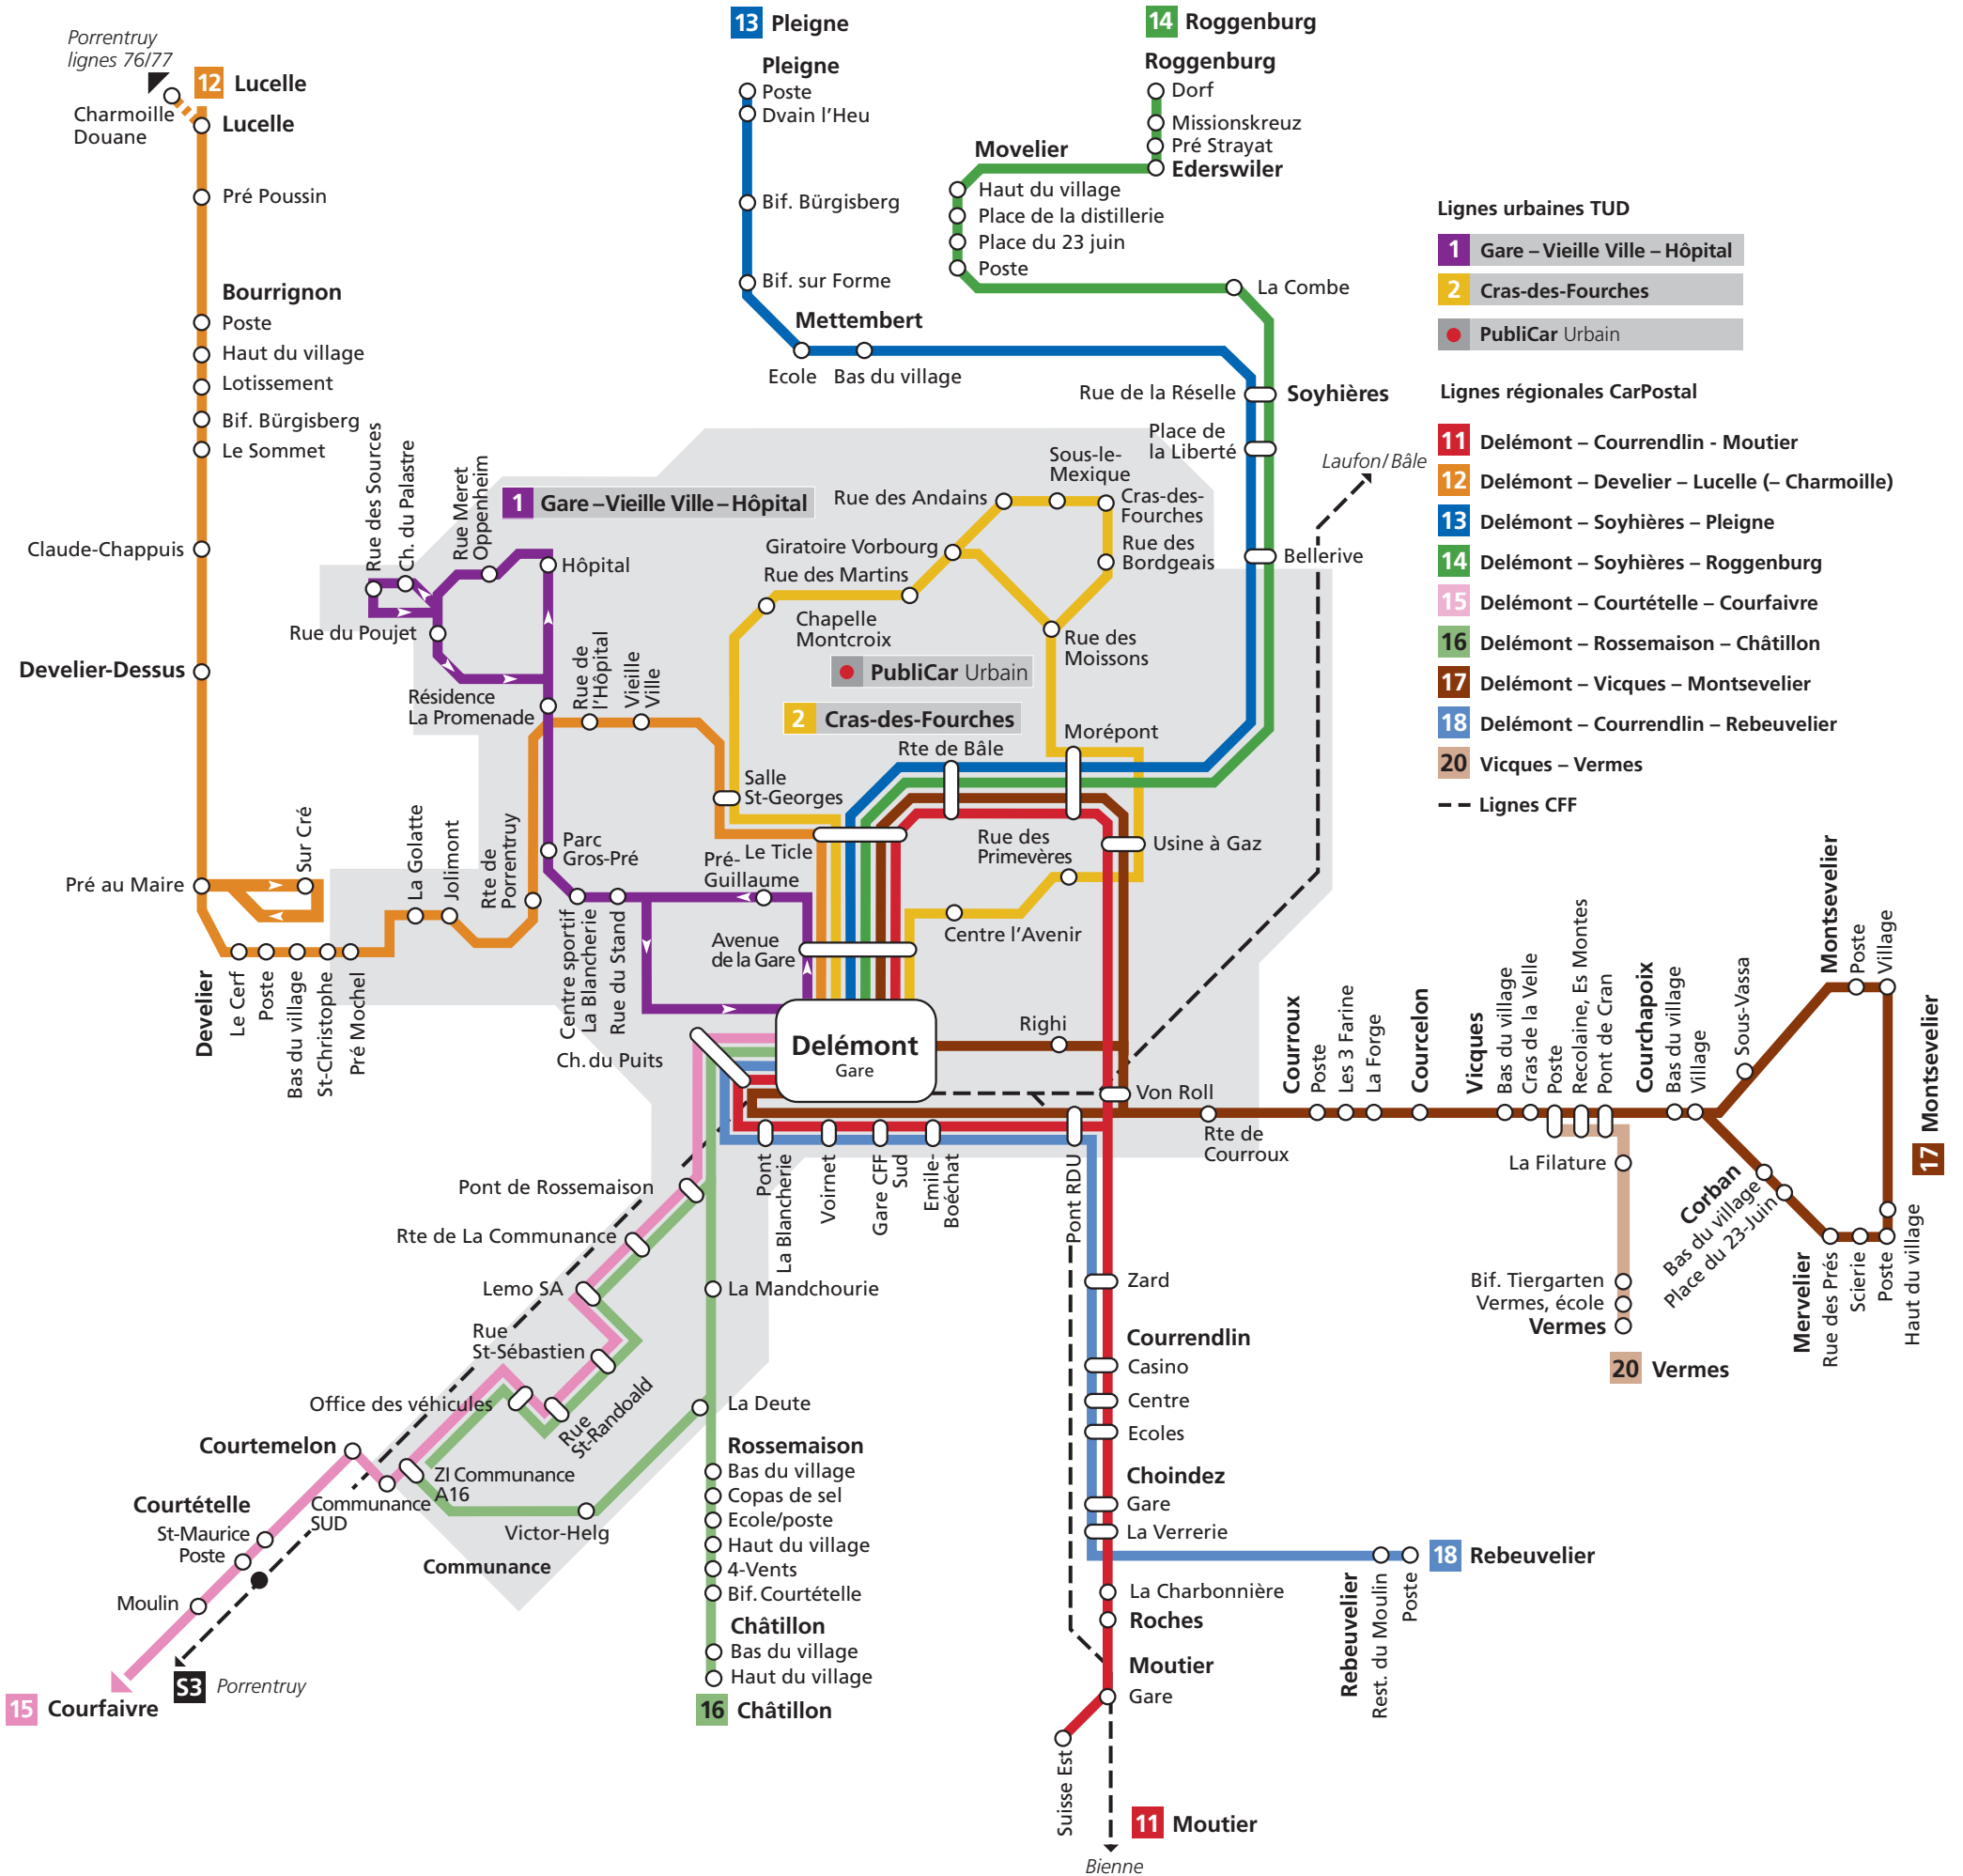 Porrentruy
lignes 76/77
12 Lucelle
Charmoille
Douane
Lucelle
Pré Poussin
Bourrignon
Poste
Haut du village
Lotissement
Bif. Bürgisberg
Le Sommet
Claude-Chappuis
Develier-Dessus
Pré au Maire
Sur Cré
Develier
Le Cerf
Poste
Bas du village
St-Christophe
Pré Mochel
La Golatte
Jolimont
Rte de
Porrentruy
13 Pleigne
Pleigne
Poste
Dvain l'Heu
Bif. Bürgisberg
Bif. sur Forme
Mettembert
Ecole
Bas du village
14 Roggenburg
Roggenburg
Dorf
Missionskreuz
Pré Strayat
Ederswiler
Movelier
Haut du village
Place de la distillerie
Place du 23 juin
Poste
La Combe
Rue de la Réselle
Soyhières
Place de
la Liberté
Bellerive
Laufon/Bâle
Lignes urbaines TUD
1 Gare – Vieille Ville – Hôpital
2 Cras-des-Fourches
PubliCar Urbain
Lignes régionales CarPostal
11 Delémont – Courrendlin - Moutier
12 Delémont – Develier – Lucelle (– Charmoille)
13 Delémont – Soyhières – Pleigne
14 Delémont – Soyhières – Roggenburg
15 Delémont – Courtételle – Courfaivre
16 Delémont – Rossemaison – Châtillon
17 Delémont – Vicques – Montsevelier
18 Delémont – Courrendlin – Rebeuvelier
20 Vicques – Vermes
Lignes CFF
1 Gare – Vieille Ville – Hôpital
Rue des Sources
Ch. du Palastre
Rue Meret
Oppenheim
Hôpital
Rue du Poujet
Résidence
La Promenade
Rue de
l'Hôpital
Vieille
Ville
Parc
Gros-Pré
Pré-
Guillaume
Centre sportif
La Blancherie
Rue du Stand
Avenue
de la Gare
Sous-le-
Mexique
Rue des Andains
Cras-des-
Fourches
Giratoire Vorbourg
Rue des
Bordgeais
Rue des Martins
Chapelle
Montcroix
Rue des
Moissons
PubliCar Urbain
2 Cras-des-Fourches
Morépont
Rte de Bâle
Salle
St-Georges
Le Ticle
Rue des
Primevères
Usine à Gaz
Centre l'Avenir
Delémont
Gare
Righi
Ch. du Puits
Von Roll
Pont
La Blancherie
Voirnet
Gare CFF
Sud
Emile-
Boéchat
Pont RDU
Rte de
Courroux
Courroux
Poste
Les 3 Farine
La Forge
Courcelon
Vicques
Bas du village
Cras de la Velle
Poste
Recolaine, Es Montes
Pont de Cran
Courchapoix
Bas du village
Village
Sous-Vassa
Montsevelier
Poste
Village
17 Montsevelier
Corban
Bas du village
Place du 23-Juin
Mervelier
Rue des Prés
Scierie
Poste
Haut du village
La Filature
Bif. Tiergarten
Vermes, école
Vermes
20 Vermes
Pont de Rossemaison
Rte de La Communance
Lemo SA
Rue
St-Sébastien
Office des véhicules
Rue
St-Randoald
Courtemelon
ZI Communance
A16
Communance
SUD
Courtételle
St-Maurice
Poste
Moulin
Victor-Helg
Communance
S3 Porrentruy
15 Courfaivre
La Mandchourie
La Deute
Rossemaison
Bas du village
Copas de sel
Ecole/poste
Haut du village
4-Vents
Bif. Courtételle
Châtillon
Bas du village
Haut du village
16 Châtillon
Zard
Courrendlin
Casino
Centre
Ecoles
Choindez
Gare
La Verrerie
18 Rebeuvelier
Rebeuvelier
Rest. du Moulin
Poste
La Charbonnière
Roches
Moutier
Gare
Suisse Est
11 Moutier
Bienne